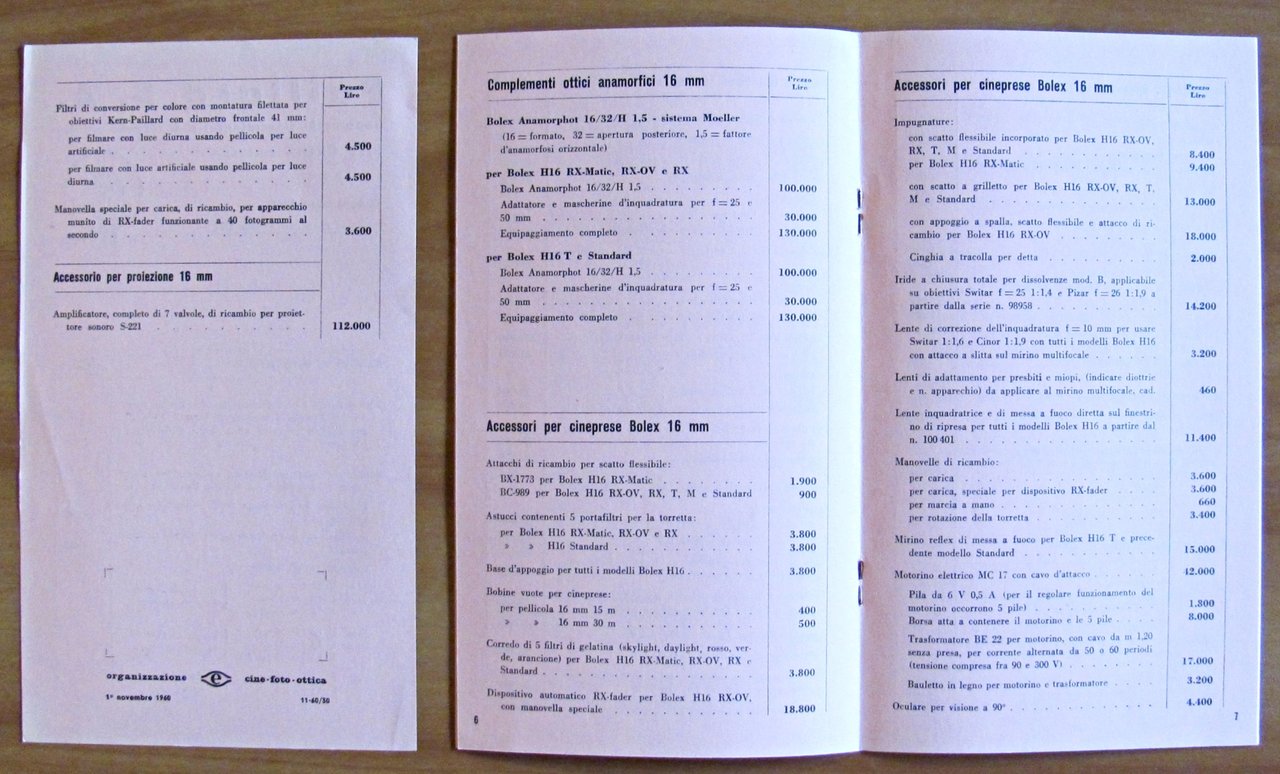 Prezzo
Lire
Filtri di conversione per colore con montatura filettata per
obiettivi Kern-Paillard con diametro frontale 41 mm:
per filmare con luce diurna usando pellicola per luce
artificiale . . . . . . . . . . 4.500
per filmare con luce artificiale usando pellicola per luce
diurna . . . . . . . . . . 4.500
Manovella speciale per carica, di ricambio, per apparecchio
munito di RX-fader funzionante a 40 fotogrammi al
secondo . . . . . . . . . . 3.600
Accessorio per proiezione 16 mm
Amplificatore, completo di 7 valvole, di ricambio per proiet-
tore sonoro S-221 . . . . . . . . . . 112.000
organizzazione e cine-foto-ottica
1° novembre 1960 11-60/30
Complementi ottici anamorfici 16 mm
Prezzo
Lire
Bolex Anamorphot 16/32/H 1,5 - sistema Moeller
(16 = formato, 32 = apertura posteriore, 1,5 = fattore
d'anamorfosi orizzontale)
per Bolex H16 RX-Matic, RX-OV e RX
Bolex Anamorphot 16/32/H 1,5 . . . . . . . . . 100.000
Adattatore e mascherine d'inquadratura per f = 25 e
50 mm . . . . . . . . . . 30.000
Equipaggiamento completo . . . . . . . . . 130.000
per Bolex H16 T e Standard
Bolex Anamorphot 16/32/H 1,5 . . . . . . . . . 100.000
Adattatore e mascherine d'inquadratura per f = 25 e
50 mm . . . . . . . . . . 30.000
Equipaggiamento completo . . . . . . . . . 130.000
Accessori per cineprese Bolex 16 mm
Attacchi di ricambio per scatto flessibile:
BX-1773 per Bolex H16 RX-Matic . . . . . . . 1.900
BC-989 per Bolex H16 RX-OV, RX, T, M e Standard 900
Astucci contenenti 5 portafiltri per la torretta:
per Bolex H16 RX-Matic, RX-OV e RX . . . . . . 3.800
» » H16 Standard . . . . . . . . . . 3.800
Base d'appoggio per tutti i modelli Bolex H16 . . . . . . 3.800
Bobine vuote per cineprese:
per pellicola 16 mm 15 m . . . . . . . . . . 400
» » 16 mm 30 m . . . . . . . . . . 500
Corredo di 5 filtri di gelatina (skylight, daylight, rosso, ver-
de, arancione) per Bolex H16 RX-Matic, RX-OV, RX e
Standard . . . . . . . . . . 3.800
Dispositivo automatico RX-fader per Bolex H16 RX-OV,
con manovella speciale . . . . . . . . . . 18.800
6
Accessori per cineprese Bolex 16 mm
Prezzo
Lire
Impugnature:
con scatto flessibile incorporato per Bolex H16 RX-OV,
RX, T, M e Standard . . . . . . . . . . 8.400
per Bolex H16 RX-Matic . . . . . . . . . . 9.400
con scatto a grilletto per Bolex H16 RX-OV, RX, T,
M e Standard . . . . . . . . . . 13.000
con appoggio a spalla, scatto flessibile e attacco di ri-
cambio per Bolex H16 RX-OV . . . . . . . . 18.000
Cinghia a tracolla per detta . . . . . . . . . 2.000
Iride a chiusura totale per dissolvenze mod. B, applicabile
su obiettivi Switar f = 25 1:1,4 e Pizar f = 26 1:1,9 a
partire dalla serie n. 98958 . . . . . . . . . 14.200
Lente di correzione dell'inquadratura f = 10 mm per usare
Switar 1:1,6 e Cinor 1:1,9 con tutti i modelli Bolex H16
con attacco a slitta sul mirino multifocale . . . . . . 3.200
Lenti di adattamento per presbiti e miopi, (indicare diottrie
e n. apparecchio) da applicare al mirino multifocale, cad. 460
Lente inquadratrice e di messa a fuoco diretta sul finestri-
no di ripresa per tutti i modelli Bolex H16 a partire dal
n. 100 401 . . . . . . . . . . 11.400
Manovelle di ricambio:
per carica . . . . . . . . . . 3.600
per carica, speciale per dispositivo RX-fader . . . . 3.600
per marcia a mano . . . . . . . . . . 660
per rotazione della torretta . . . . . . . . . 3.400
Mirino reflex di messa a fuoco per Bolex H16 T e prece-
dente modello Standard . . . . . . . . . . 15.000
Motorino elettrico MC 17 con cavo d'attacco . . . . . . 42.000
Pila da 6 V 0,5 A (per il regolare funzionamento del
motorino occorrono 5 pile) . . . . . . . . . 1.800
Borsa atta a contenere il motorino e le 5 pile . . . . 8.000
Trasformatore BE 22 per motorino, con cavo da m 1,20
senza presa, per corrente alternata da 50 o 60 periodi
(tensione compresa fra 90 e 300 V) . . . . . . . 17.000
Bauletto in legno per motorino e trasformatore . . . . 3.200
Oculare per visione a 90° . . . . . . . . . . 4.400
7